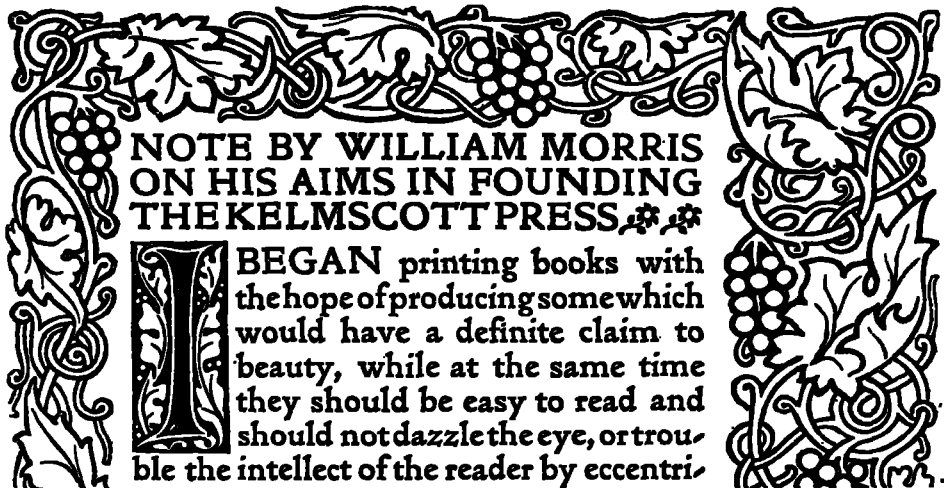 NOTE BY WILLIAM MORRIS
ON HIS AIMS IN FOUNDING
THE KELMSCOTT PRESS
I BEGAN printing books with
the hope of producing some which
would have a definite claim to
beauty, while at the same time
they should be easy to read and
should not dazzle the eye, or trou-
ble the intellect of the reader by eccentri-